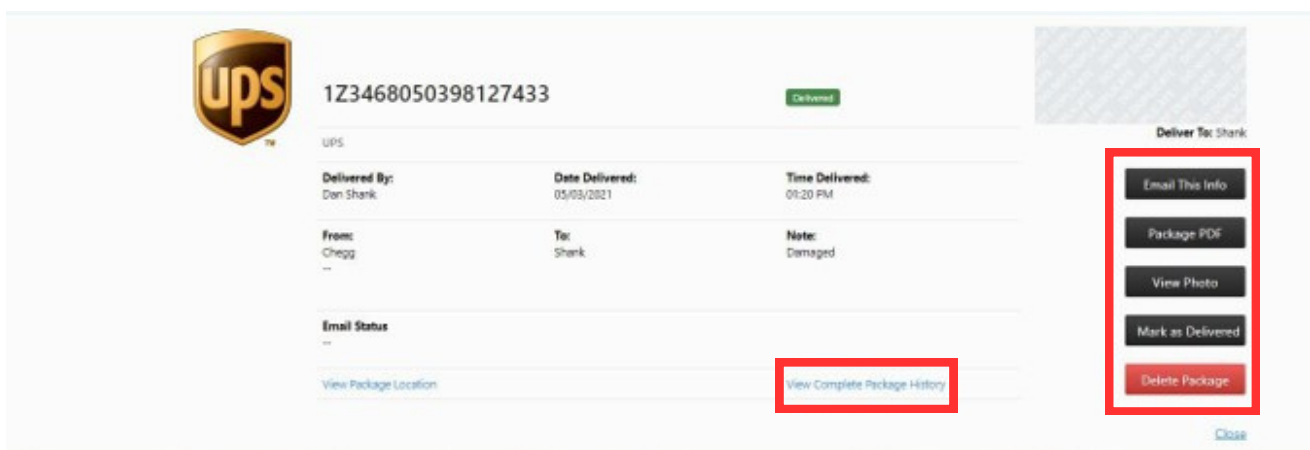 ups
TM
1Z3468050398127433
Delivered
UPS
Deliver To: Shank
Delivered By:
Dan Shank
Date Delivered:
05/03/2021
Time Delivered:
01:20 PM
From:
Chegg
--
To:
Shank
Note:
Damaged
Email Status
--
View Package Location
View Complete Package History
Email This Info
Package PDF
View Photo
Mark as Delivered
Delete Package
Close